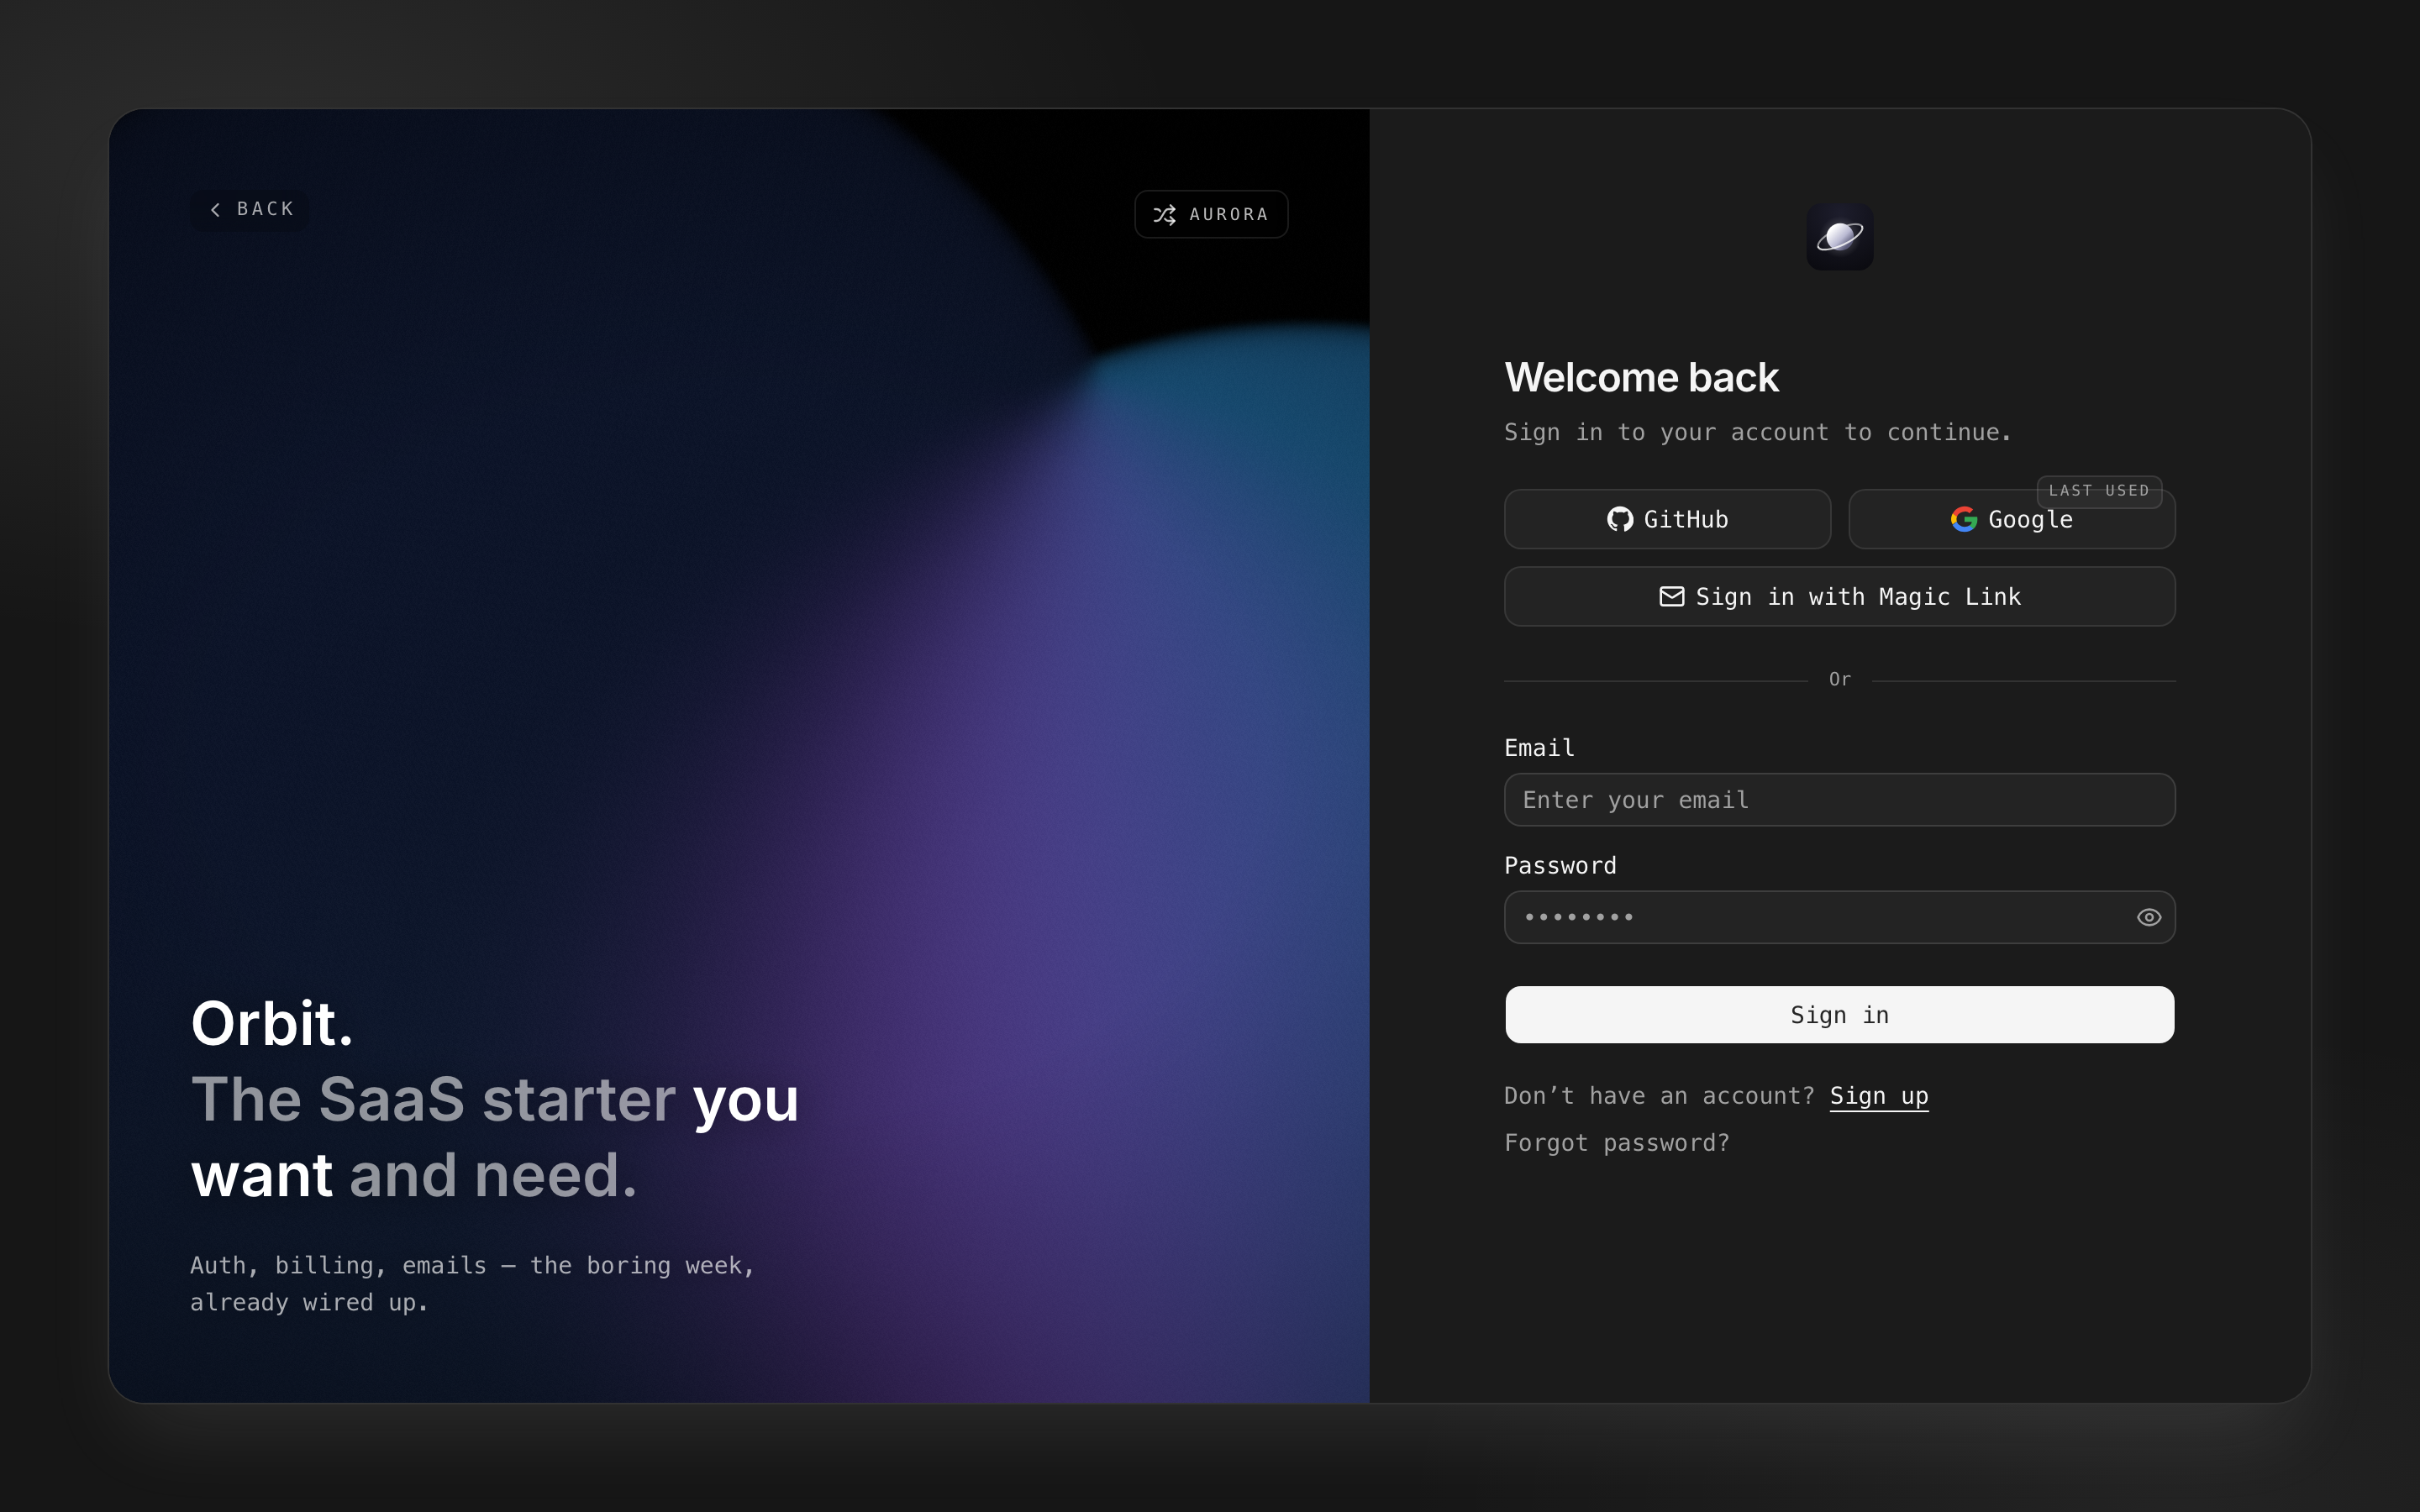 BACK
AURORA
Orbit.
The SaaS starter you
want and need.
Auth, billing, emails — the boring week,
already wired up.
Welcome back
Sign in to your account to continue.
LAST USED
GitHub
Google
Sign in with Magic Link
Or
Email
Enter your email
Password
••••••••
Sign in
Don’t have an account? Sign up
Forgot password?